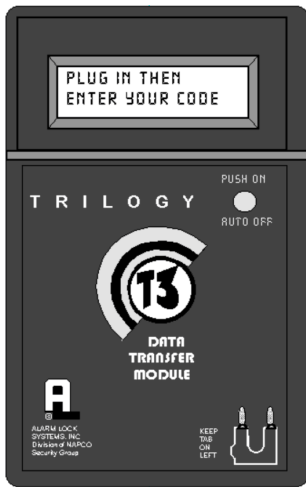 PLUG IN THEN
ENTER YOUR CODE
PUSH ON
TRILOGY
AUTO OFF
T3
DATA
TRANSFER
MODULE
AL
®
ALARM LOCK
SYSTEMS, INC
Division of NAPCO
Security Group
KEEP
TAB
ON
LEFT